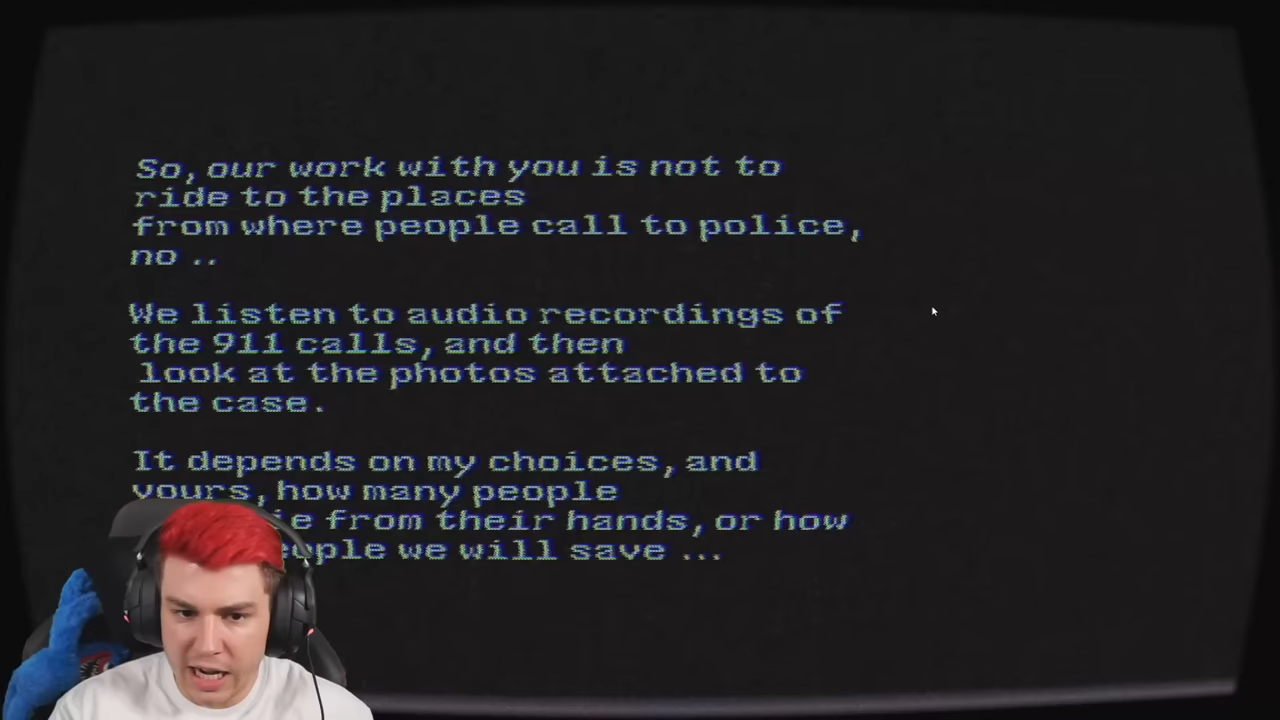 So, our work with you is not to
ride to the places
from where people call to police,
no ..
We listen to audio recordings of
the 911 calls, and then
look at the photos attached to
the case.
It depends on my choices, and
yours, how many people
from their hands, or how
we will save ...